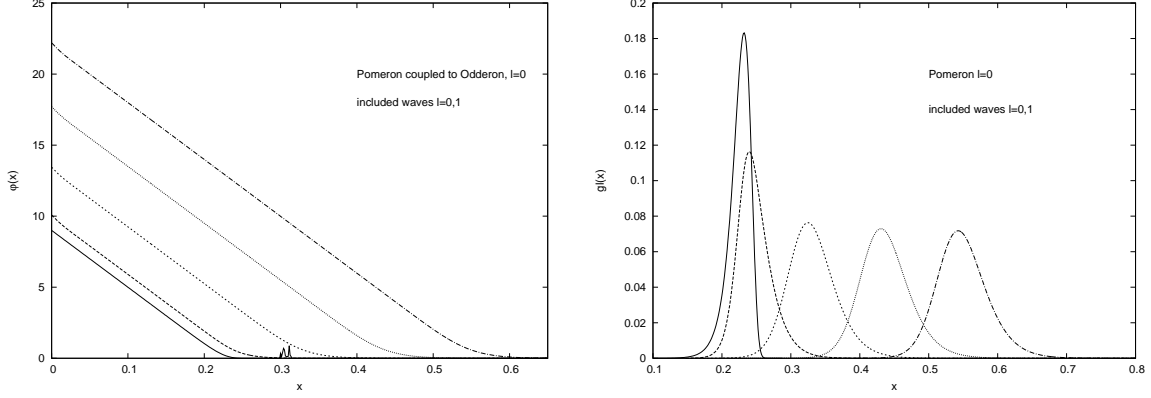 25
20
15
10
5
0
0 0.1 0.2 0.3 0.4 0.5 0.6
φ(x)
x
Pomeron coupled to Odderon, l=0
included waves l=0,1
0.2
0.18
0.16
0.14
0.12
0.1
0.08
0.06
0.04
0.02
0
0.1 0.2 0.3 0.4 0.5 0.6 0.7 0.8
gl(x)
x
Pomeron l=0
included waves l=0,1